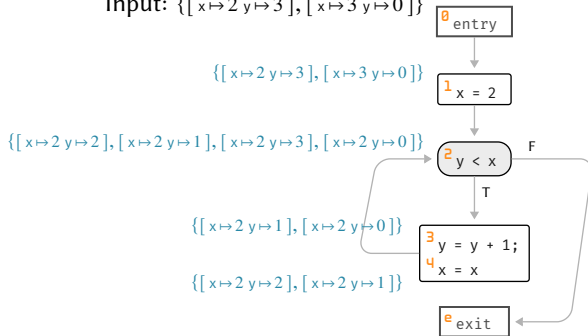 Input: {[ x↦2 y↦3 ], [ x↦3 y↦0 ]}
0 entry
{[ x↦2 y↦3 ], [ x↦3 y↦0 ]}
1 x = 2
{[ x↦2 y↦2 ], [ x↦2 y↦1 ], [ x↦2 y↦3 ], [ x↦2 y↦0 ]}
2 y < x
F
T
{[ x↦2 y↦1 ], [ x↦2 y↦0 ]}
3 y = y + 1;
4 x = x
{[ x↦2 y↦2 ], [ x↦2 y↦1 ]}
e exit